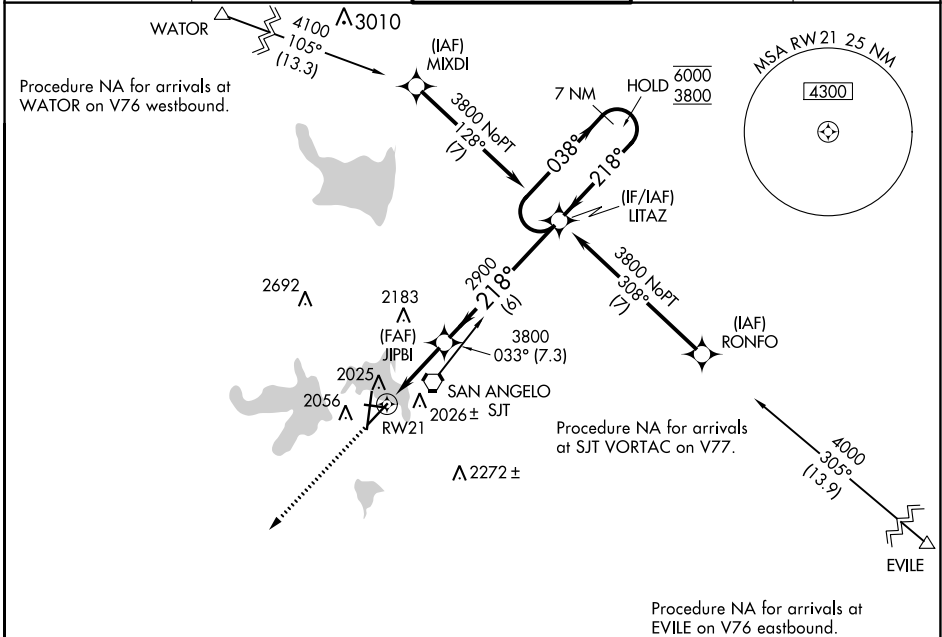 WATOR
4100
105°
(13.3)
3010
(IAF)
MIXDI
Procedure NA for arrivals at
WATOR on V76 westbound.
3800 NoPT
128°
(7)
7 NM
HOLD
6000
3800
038°
218°
MSA RW 21 25 NM
4300
(IF/IAF)
LITAZ
2900
218°
(6)
3800 NoPT
308°
(7)
(IAF)
RONFO
2692
2183
(FAF)
JIPBI
3800
033° (7.3)
2025
SAN ANGELO
SJT
2056
2026±
RW21
Procedure NA for arrivals
at SJT VORTAC on V77.
2272±
4000
305°
(13.9)
EVILE
Procedure NA for arrivals at
EVILE on V76 eastbound.